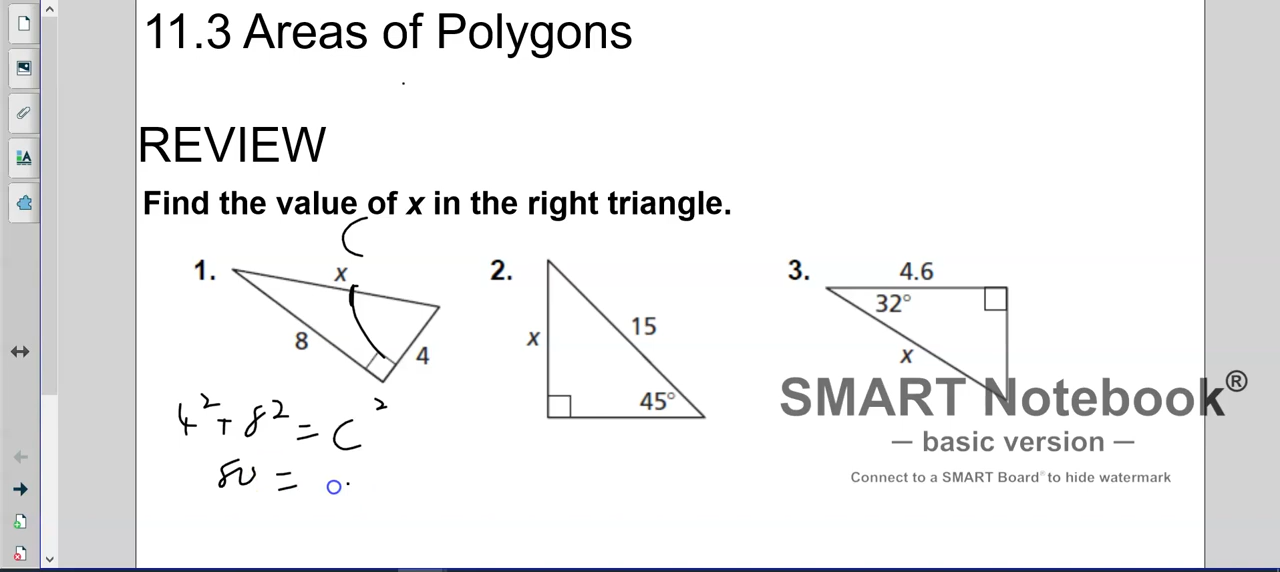 11.3 Areas of Polygons
REVIEW
Find the value of x in the right triangle.
C
1.
x
8
4
4² + 8² = C²
80 =
2.
x
15
45°
3.
4.6
32°
x
SMART Notebook®
— basic version —
Connect to a SMART Board® to hide watermark